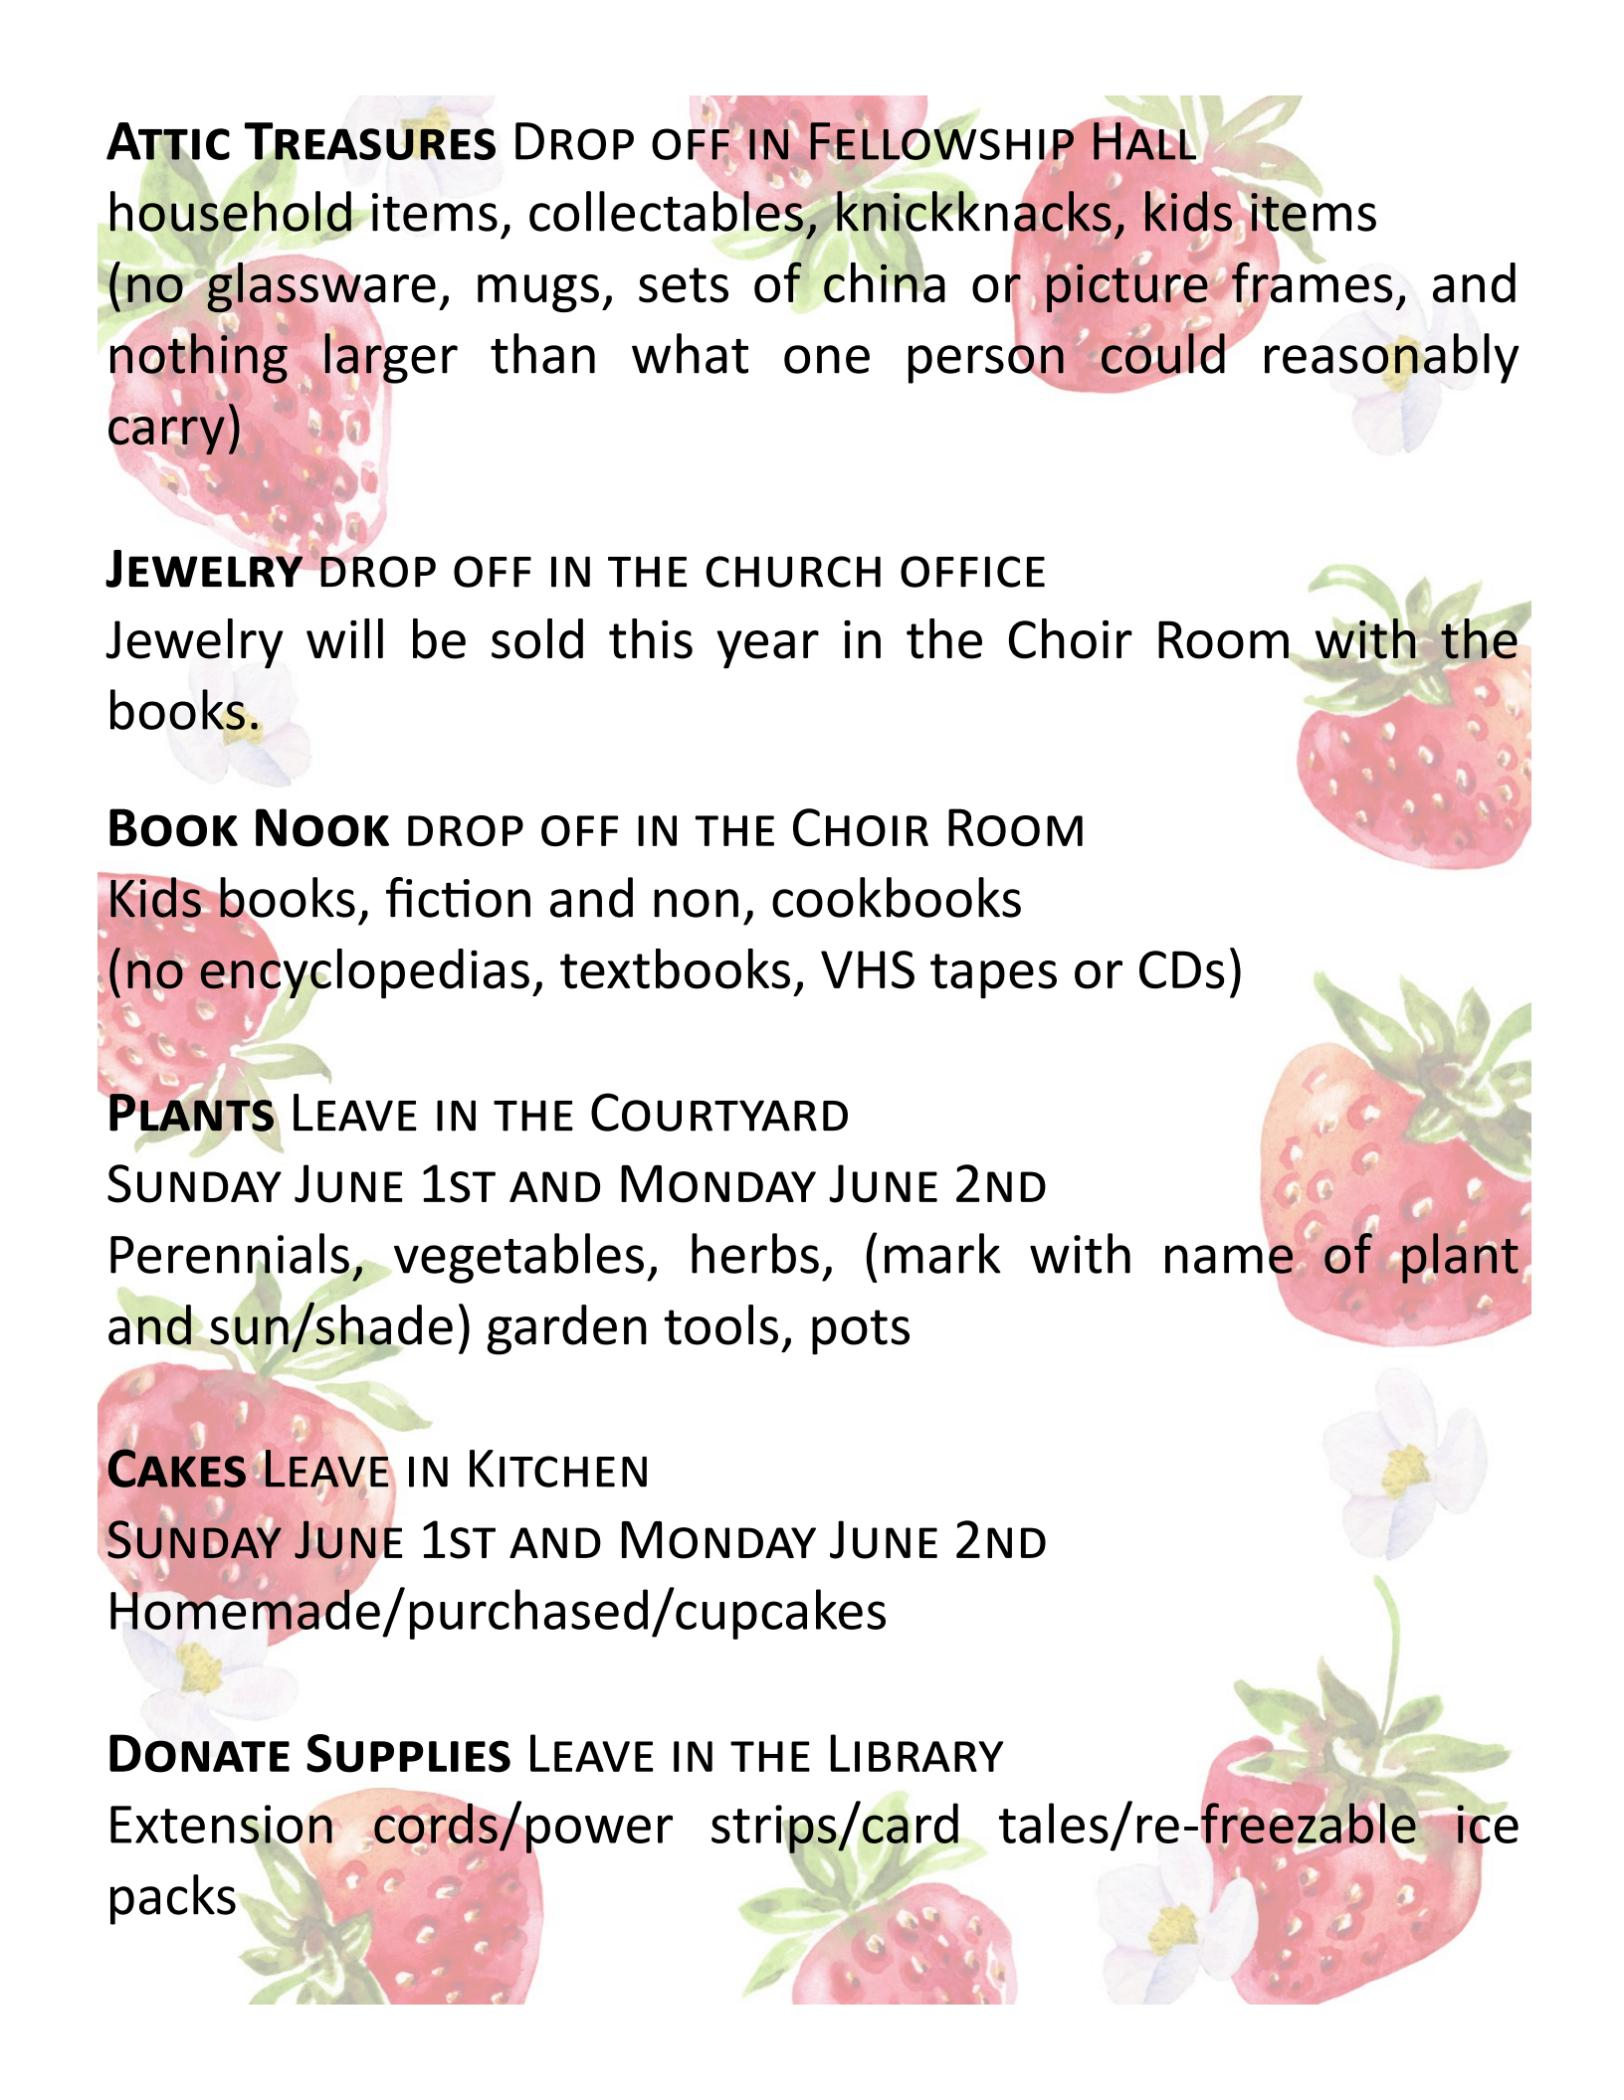 Attic Treasures Drop off in Fellowship Hall
household items, collectables, knickknacks, kids items
(no glassware, mugs, sets of china or picture frames, and
nothing larger than what one person could reasonably
carry)
Jewelry drop off in the church office
Jewelry will be sold this year in the Choir Room with the
books.
Book Nook drop off in the Choir Room
Kids books, fiction and non, cookbooks
(no encyclopedias, textbooks, VHS tapes or CDs)
Plants Leave in the Courtyard
Sunday June 1st and Monday June 2nd
Perennials, vegetables, herbs, (mark with name of plant
and sun/shade) garden tools, pots
Cakes Leave in Kitchen
Sunday June 1st and Monday June 2nd
Homemade/purchased/cupcakes
Donate Supplies Leave in the Library
Extension cords/power strips/card tales/re-freezable ice
packs